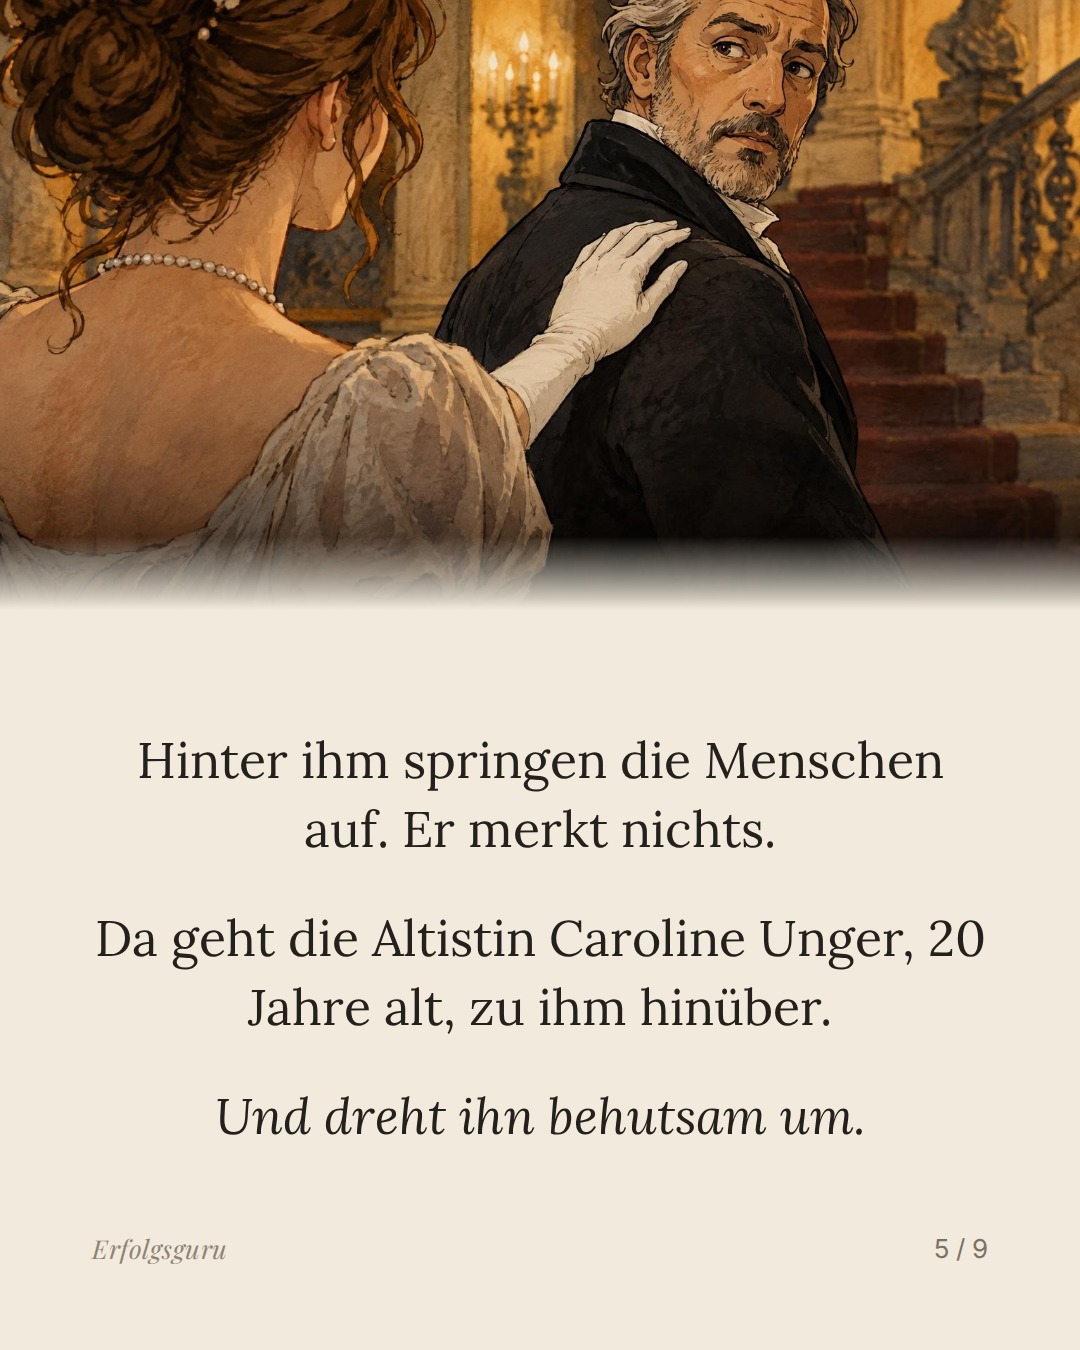 Hinter ihm springen die Menschen
auf. Er merkt nichts.
Da geht die Altistin Caroline Unger, 20
Jahre alt, zu ihm hinüber.
Und dreht ihn behutsam um.
Erfolgsguru
5 / 9